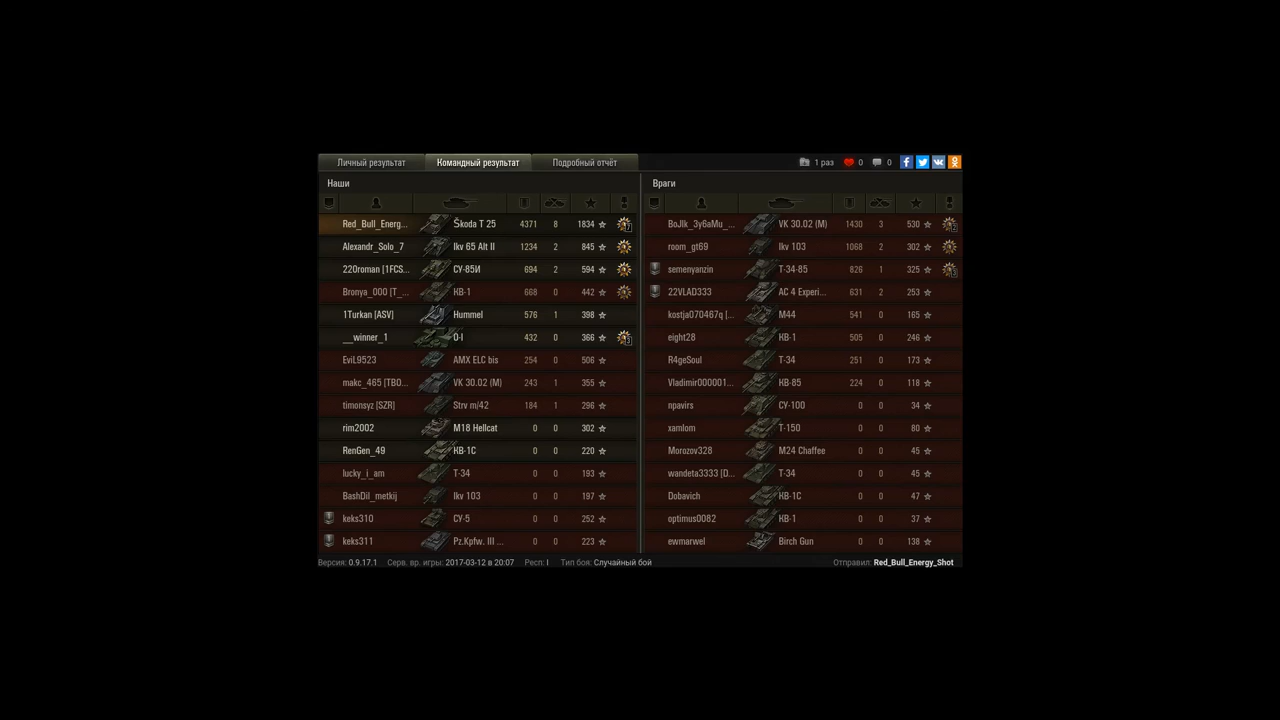 Личный результат Командный результат Подробный отчёт 1 раз 0 0
Наши Враги
Red_Bull_Energ... Škoda T 25 4371 8 1834 BoJIk_3y6aMu_... VK 30.02 (M) 1430 3 530
Alexandr_Solo_7 Ikv 65 Alt II 1234 2 845 room_gt69 Ikv 103 1068 2 302
220roman [1FCS... СУ-85И 694 2 594 semenyanzin Т-34-85 826 1 325
Bronya_000 [T_... КВ-1 668 0 442 22VLAD333 AC 4 Experi... 631 2 253
1Turkan [ASV] Hummel 576 1 398 kostja070467q [... M44 541 0 165
__winner_1 O-I 432 0 366 eight28 КВ-1 505 0 246
EviL9523 AMX ELC bis 254 0 506 R4geSoul Т-34 251 0 173
makc_465 [TBO... VK 30.02 (M) 243 1 355 Vladimir000001... КВ-85 224 0 118
timonsyz [SZR] Strv m/42 184 1 296 npavirs СУ-100 0 0 34
rim2002 M18 Hellcat 0 0 302 xamlom Т-150 0 0 80
RenGen_49 КВ-1С 0 0 220 Morozov328 M24 Chaffee 0 0 45
lucky_i_am Т-34 0 0 193 wandeta3333 [D... Т-34 0 0 45
BashDil_metkij Ikv 103 0 0 197 Dobavich КВ-1С 0 0 47
keks310 СУ-5 0 0 252 optimus0082 КВ-1 0 0 37
keks311 Pz.Kpfw. III ... 0 0 223 ewmarwel Birch Gun 0 0 138
Версия: 0.9.17.1 Серв. вр. игры: 2017-03-12 в 20:07 Респ: I Тип боя: Случайный бой Отправил: Red_Bull_Energy_Shot